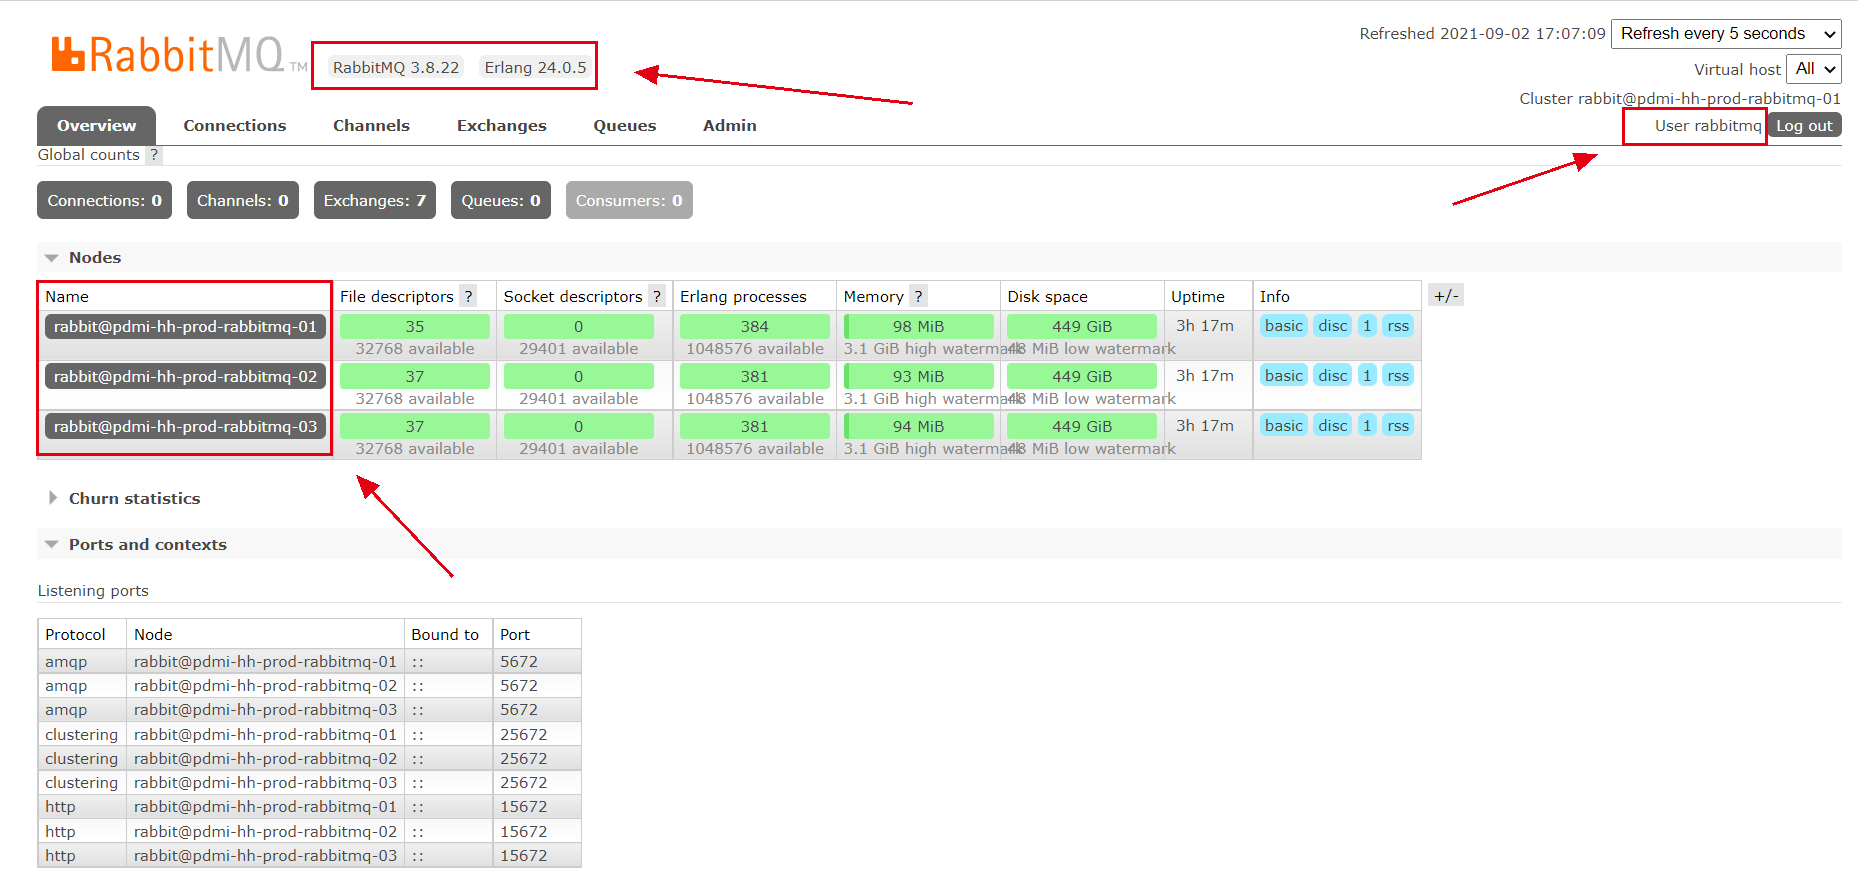 RabbitMQ TM
RabbitMQ 3.8.22 Erlang 24.0.5
Refreshed 2021-09-02 17:07:09 Refresh every 5 seconds
Virtual host All
Cluster rabbit@pdmi-hh-prod-rabbitmq-01
User rabbitmq Log out
Overview Connections Channels Exchanges Queues Admin
Global counts ?
Connections: 0 Channels: 0 Exchanges: 7 Queues: 0 Consumers: 0
Nodes
Name File descriptors ? Socket descriptors ? Erlang processes Memory ? Disk space Uptime Info +/-
rabbit@pdmi-hh-prod-rabbitmq-01 35 0 384 98 MiB 449 GiB 3h 17m basic disc 1 rss
32768 available 29401 available 1048576 available 3.1 GiB high watermark 48 MiB low watermark
rabbit@pdmi-hh-prod-rabbitmq-02 37 0 381 93 MiB 449 GiB 3h 17m basic disc 1 rss
32768 available 29401 available 1048576 available 3.1 GiB high watermark 48 MiB low watermark
rabbit@pdmi-hh-prod-rabbitmq-03 37 0 381 94 MiB 449 GiB 3h 17m basic disc 1 rss
32768 available 29401 available 1048576 available 3.1 GiB high watermark 48 MiB low watermark
Churn statistics
Ports and contexts
Listening ports
Protocol Node Bound to Port
amqp rabbit@pdmi-hh-prod-rabbitmq-01 :: 5672
amqp rabbit@pdmi-hh-prod-rabbitmq-02 :: 5672
amqp rabbit@pdmi-hh-prod-rabbitmq-03 :: 5672
clustering rabbit@pdmi-hh-prod-rabbitmq-01 :: 25672
clustering rabbit@pdmi-hh-prod-rabbitmq-02 :: 25672
clustering rabbit@pdmi-hh-prod-rabbitmq-03 :: 25672
http rabbit@pdmi-hh-prod-rabbitmq-01 :: 15672
http rabbit@pdmi-hh-prod-rabbitmq-02 :: 15672
http rabbit@pdmi-hh-prod-rabbitmq-03 :: 15672